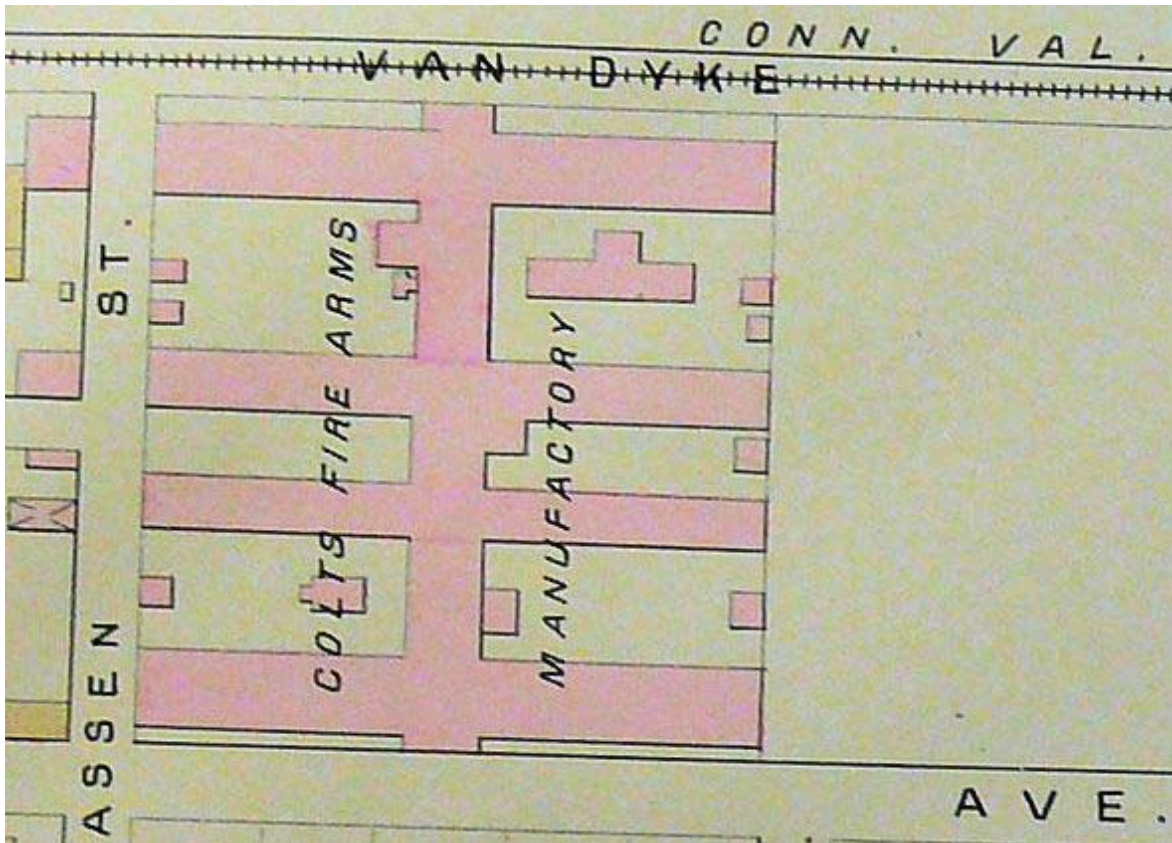 CONN. VAL.
VAN DYKE
ASSEN ST.
COLTS FIRE ARMS
MANUFACTORY
AVE.